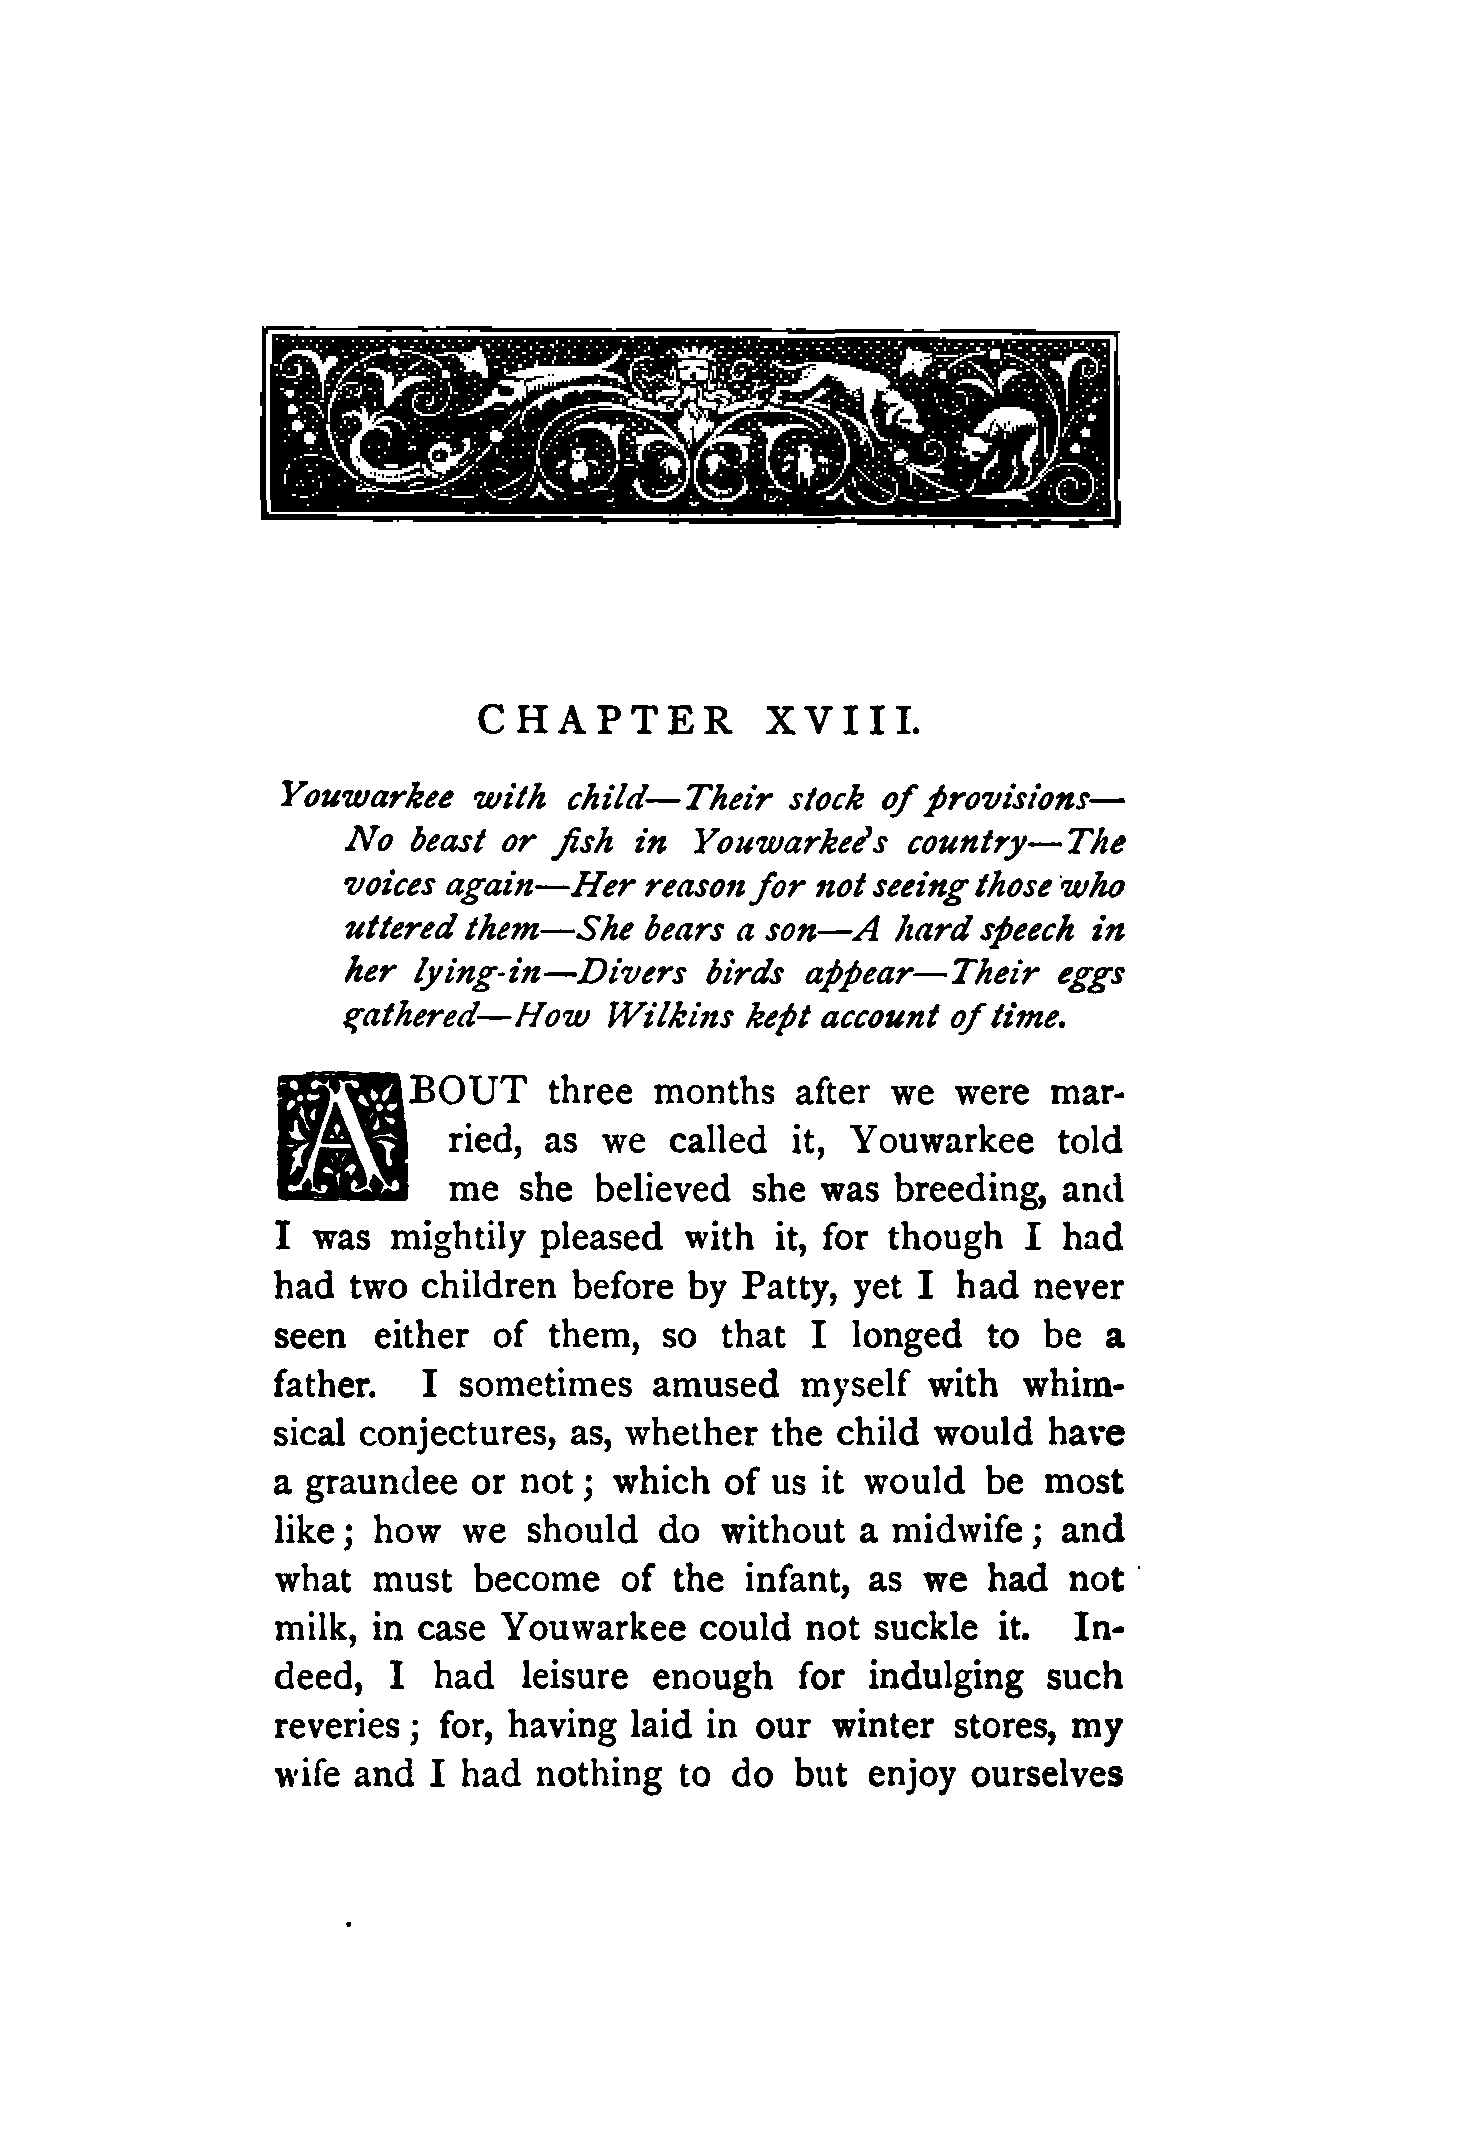 CHAPTER XVIII.
Youwarkee with child—Their stock of provisions—
No beast or fish in Youwarkee's country—The
voices again—Her reason for not seeing those who
uttered them—She bears a son—A hard speech in
her lying-in—Divers birds appear—Their eggs
gathered—How Wilkins kept account of time.
ABOUT three months after we were mar-
ried, as we called it, Youwarkee told
me she believed she was breeding, and
I was mightily pleased with it, for though I had
had two children before by Patty, yet I had never
seen either of them, so that I longed to be a
father. I sometimes amused myself with whim-
sical conjectures, as, whether the child would have
a graundee or not; which of us it would be most
like; how we should do without a midwife; and
what must become of the infant, as we had not
milk, in case Youwarkee could not suckle it. In-
deed, I had leisure enough for indulging such
reveries; for, having laid in our winter stores, my
wife and I had nothing to do but enjoy ourselves